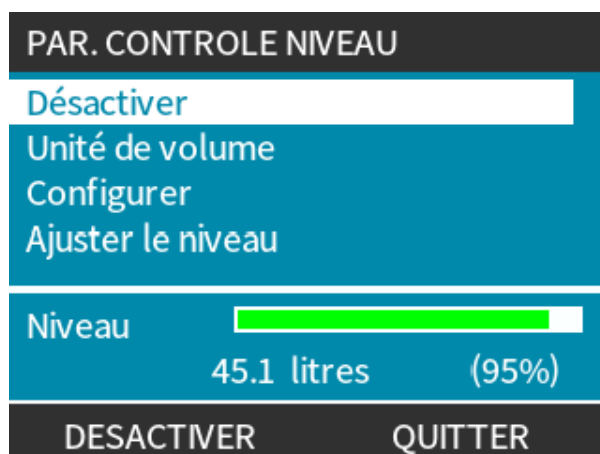 PAR. CONTROLE NIVEAU
Désactiver
Unité de volume
Configurer
Ajuster le niveau
Niveau
45.1 litres (95%)
DESACTIVER QUITTER